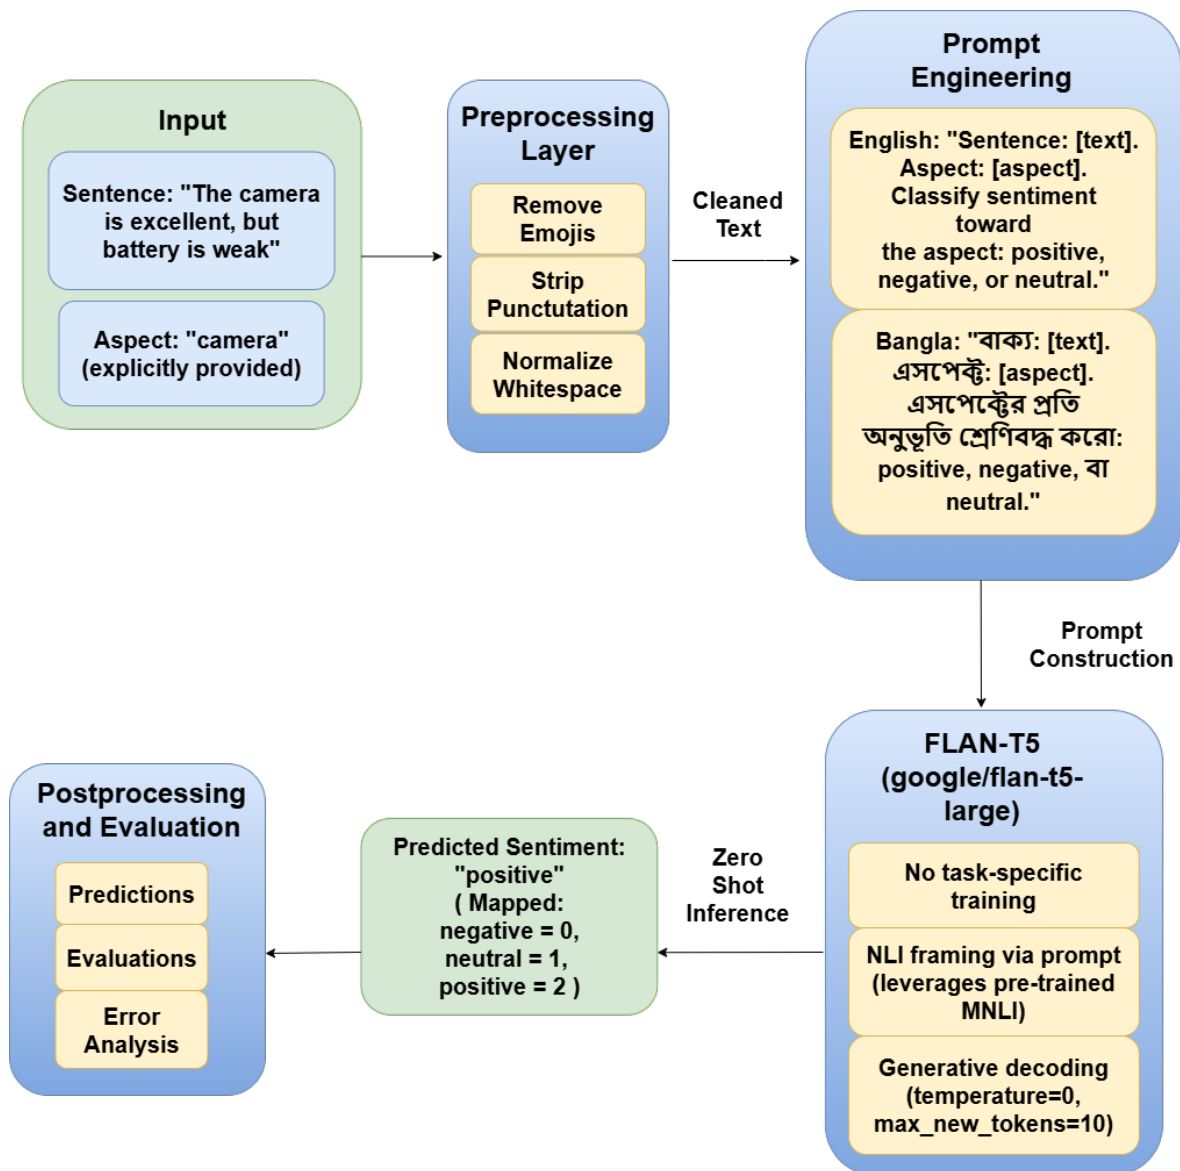 Input
Sentence: "The camera
is excellent, but
battery is weak"
Aspect: "camera"
(explicitly provided)
Preprocessing
Layer
Remove
Emojis
Strip
Punctutation
Normalize
Whitespace
Cleaned
Text
Prompt
Engineering
English: "Sentence: [text].
Aspect: [aspect].
Classify sentiment
toward
the aspect: positive,
negative, or neutral."
Bangla: "বাক্য: [text].
এসপেক্ট: [aspect].
এসপেক্টের প্রতি
অনুভূতি শ্রেণিবদ্ধ করো:
positive, negative, বা
neutral."
Prompt
Construction
FLAN-T5
(google/flan-t5-
large)
No task-specific
training
NLI framing via prompt
(leverages pre-trained
MNLI)
Generative decoding
(temperature=0,
max_new_tokens=10)
Zero
Shot
Inference
Predicted Sentiment:
"positive"
( Mapped:
negative = 0,
neutral = 1,
positive = 2 )
Postprocessing
and Evaluation
Predictions
Evaluations
Error
Analysis